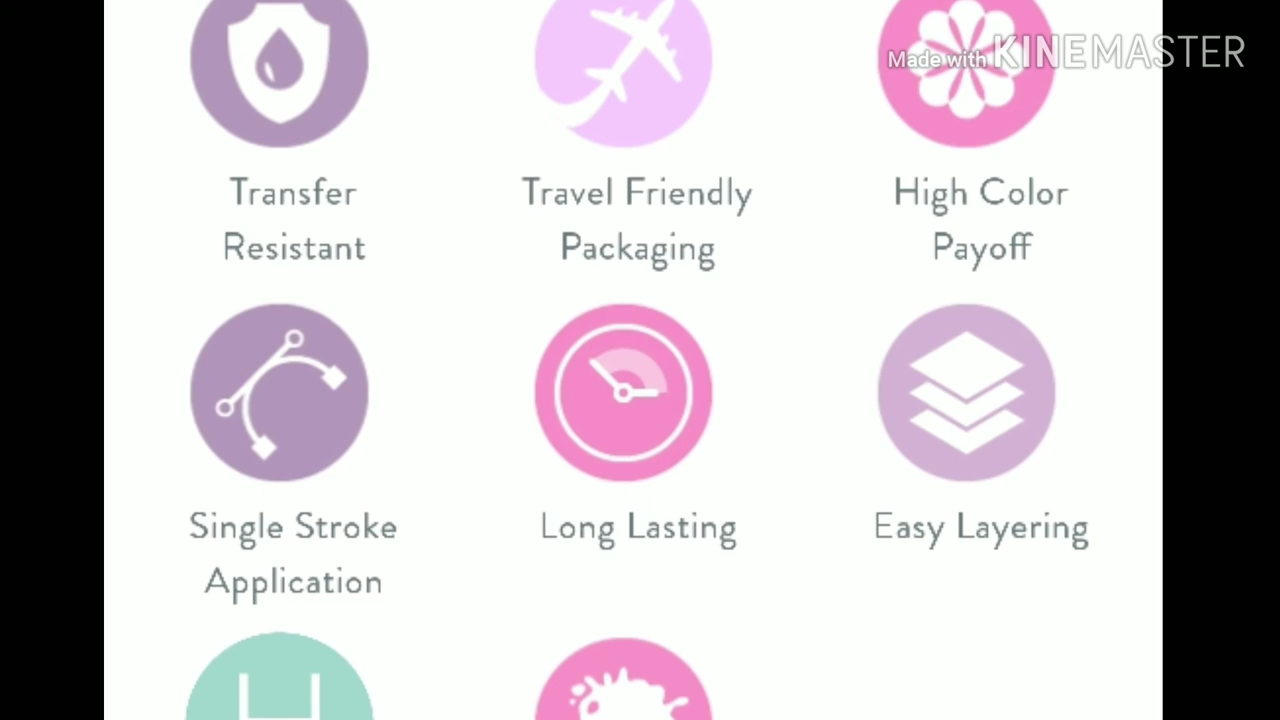 Made with KINEMASTER
Transfer
Resistant
Travel Friendly
Packaging
High Color
Payoff
Single Stroke
Application
Long Lasting
Easy Layering